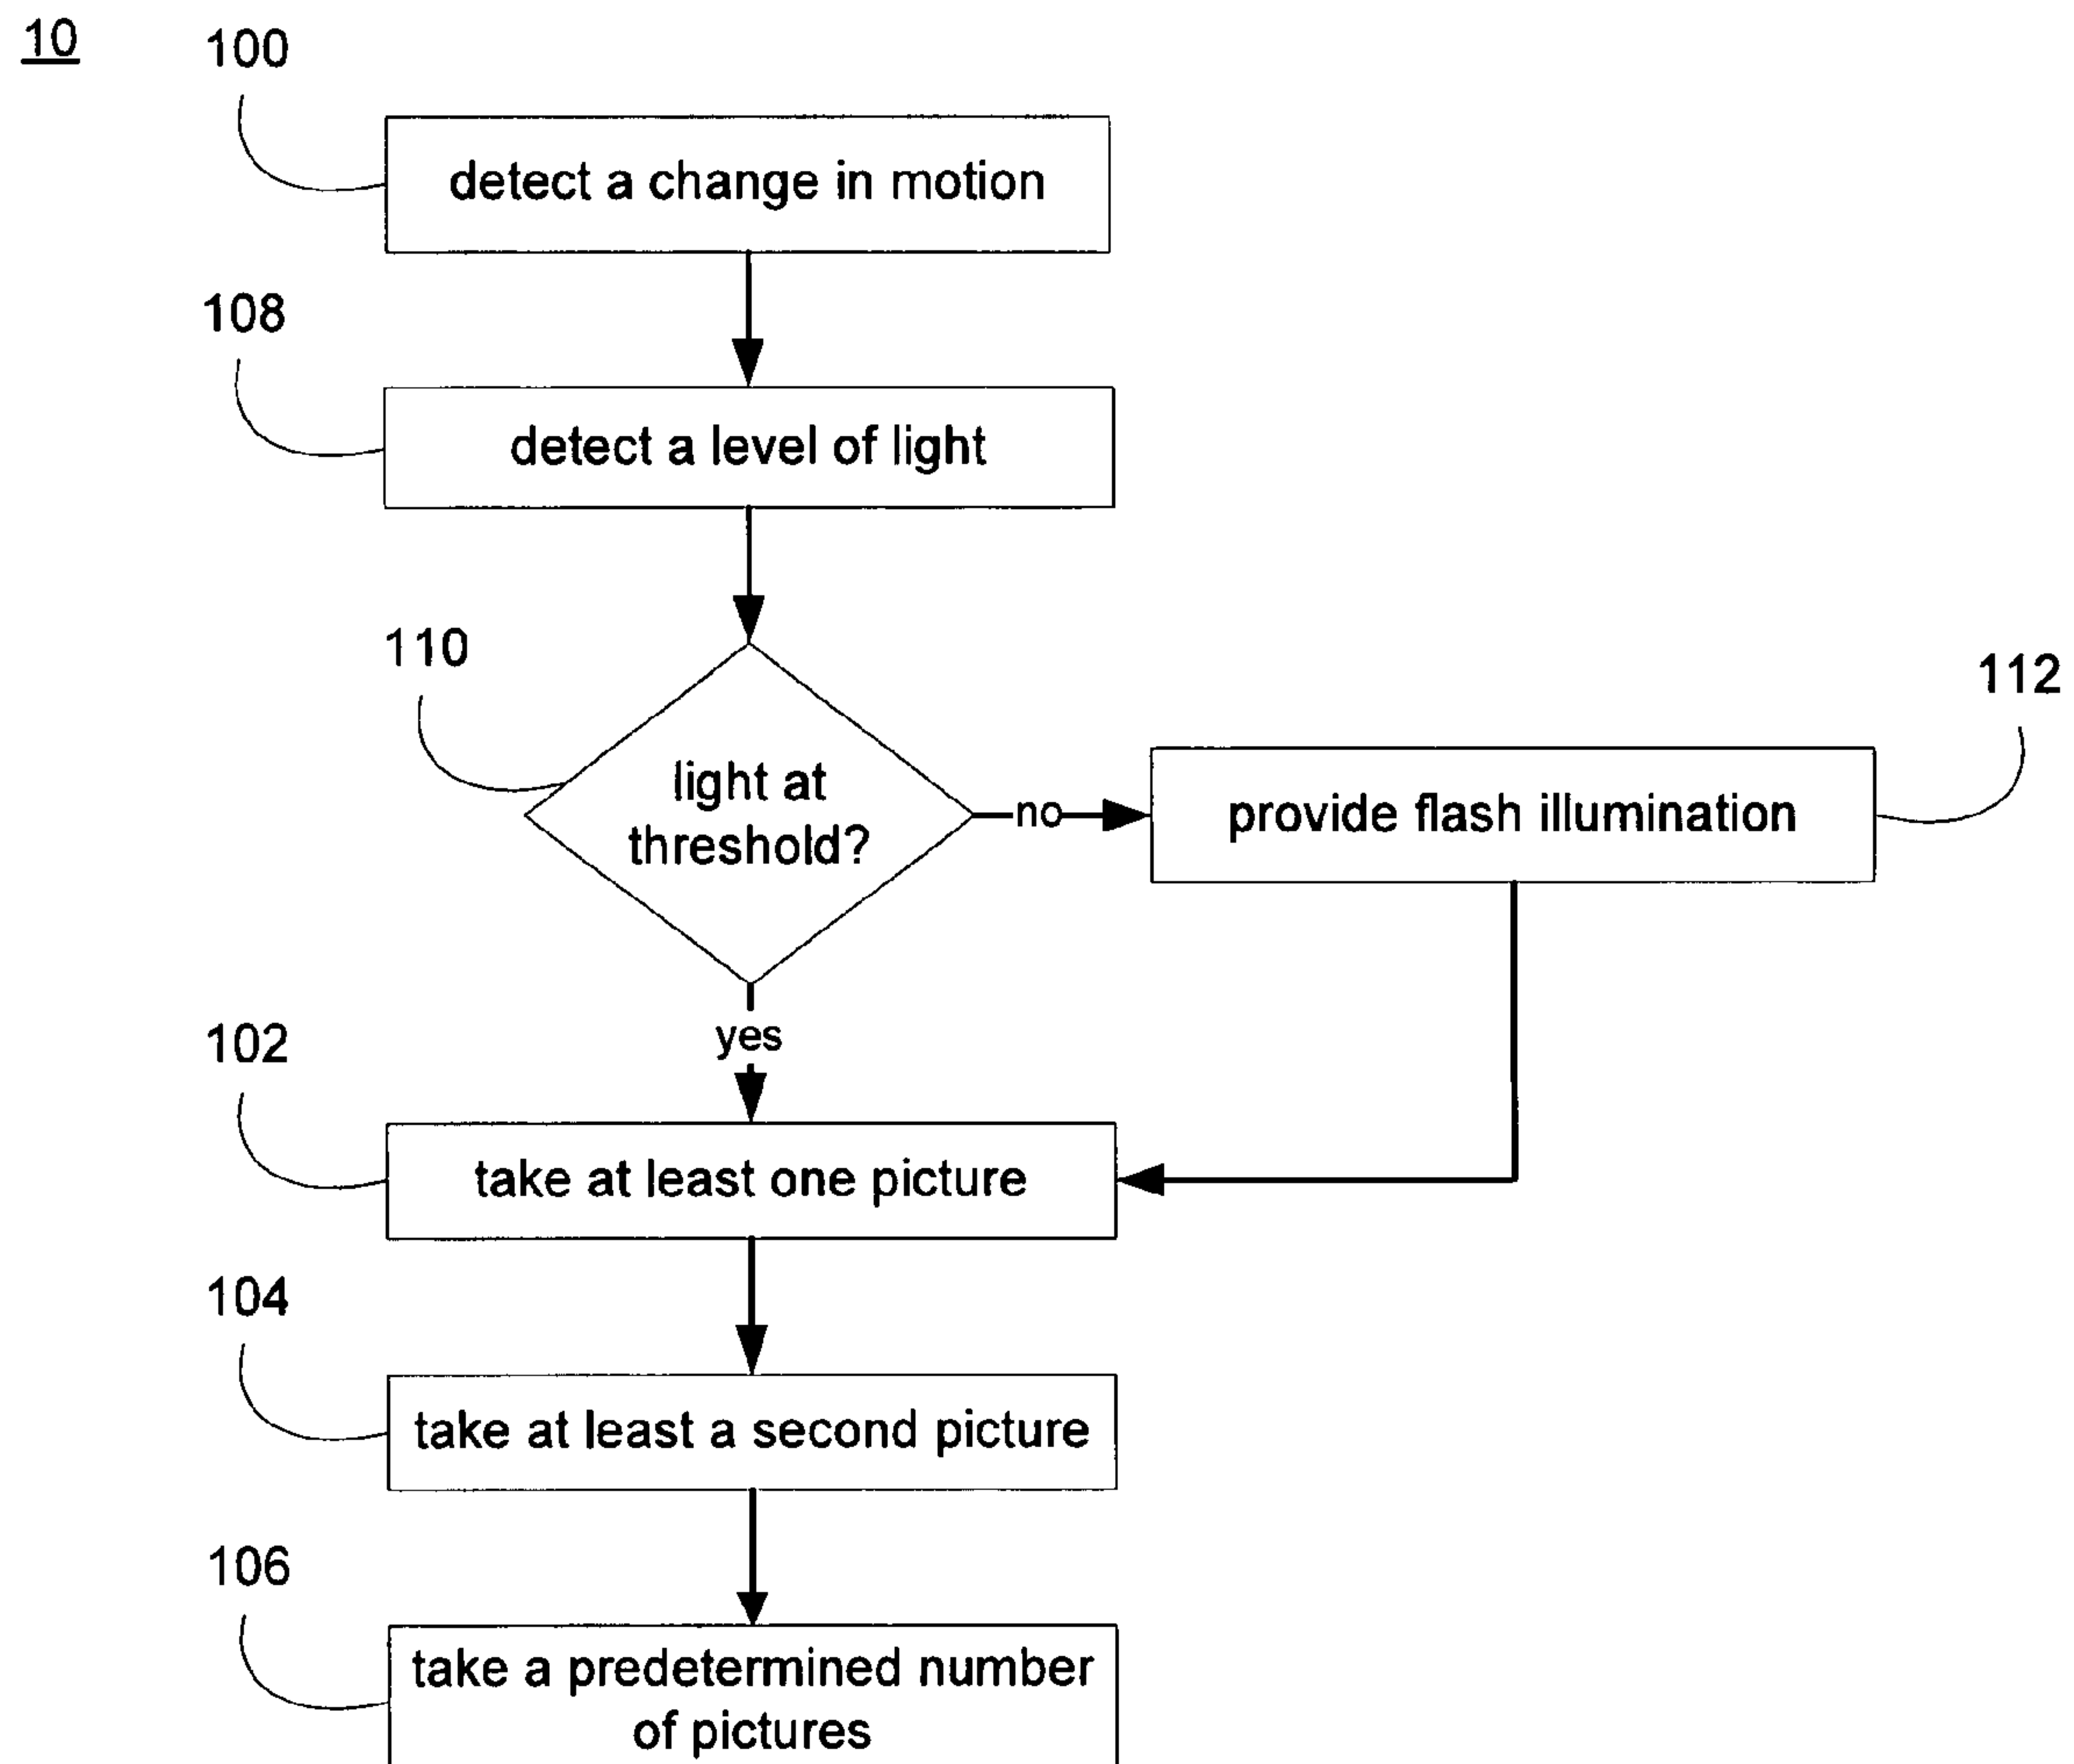 10
100
detect a change in motion
108
detect a level of light
110
light at
threshold?
no
112
provide flash illumination
yes
102
take at least one picture
104
take at least a second picture
106
take a predetermined number
of pictures